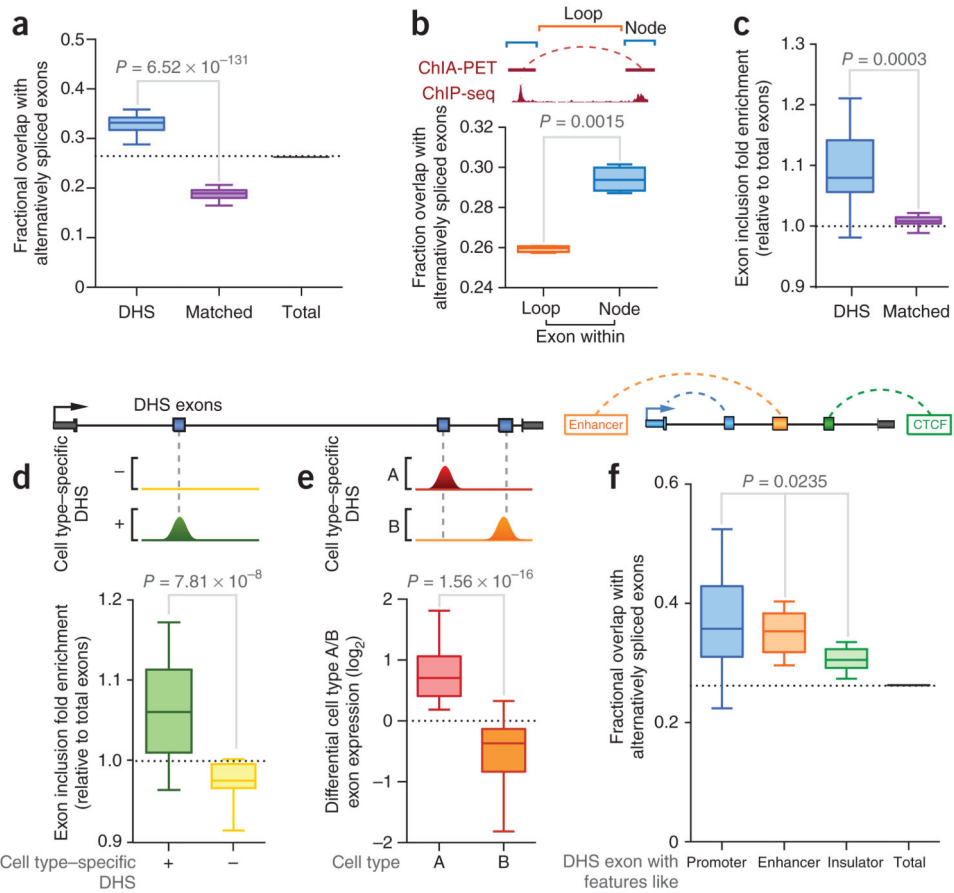 a
0.5
0.4
0.3
0.2
0.1
0
P = 6.52 × 10−131
Fractional overlap with
alternatively spliced exons
DHS
Matched
Total
b
Loop
Node
ChIA-PET
ChIP-seq
0.32
0.30
0.28
0.26
0.24
P = 0.0015
Fraction overlap with
alternatively spliced exons
Loop
Node
Exon within
c
1.3
1.2
1.1
1.0
0.9
P = 0.0003
Exon inclusion fold enrichment
(relative to total exons)
DHS
Matched
DHS exons
Enhancer
CTCF
d
Cell type–specific
DHS
−
+
P = 7.81 × 10−8
1.2
1.1
1.0
0.9
Exon inclusion fold enrichment
(relative to total exons)
Cell type–specific
DHS
+
−
e
Cell type–specific
DHS
A
B
P = 1.56 × 10−16
2
1
0
−1
−2
Differential cell type A/B
exon expression (log2)
Cell type
A
B
f
0.6
0.4
0.2
0
P = 0.0235
Fractional overlap with
alternatively spliced exons
DHS exon with
features like
Promoter
Enhancer
Insulator
Total